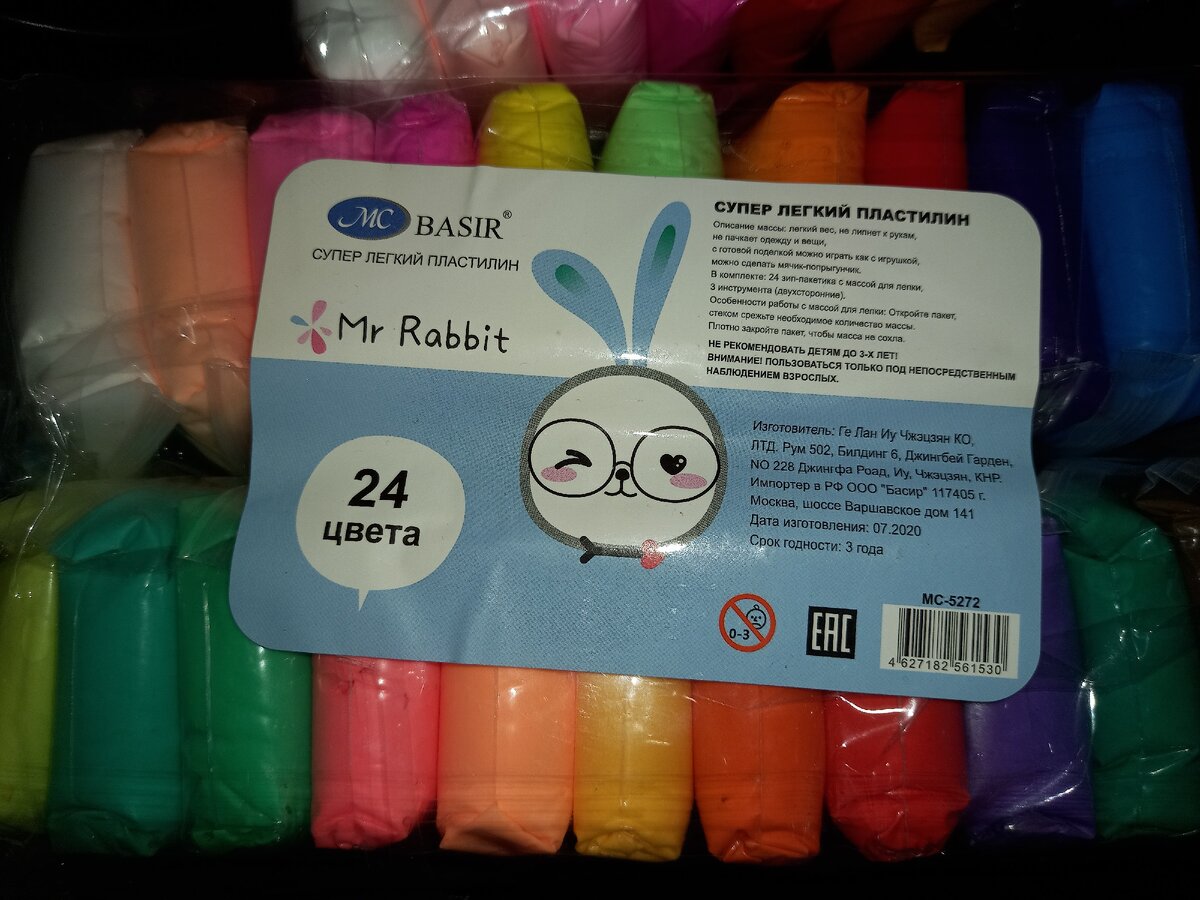 MC BASIR®
СУПЕР ЛЕГКИЙ ПЛАСТИЛИН
Mr Rabbit
24
цвета
СУПЕР ЛЕГКИЙ ПЛАСТИЛИН
Описание массы: легкий вес, не липнет к рукам,
не пачкает одежду и вещи,
с готовой поделкой можно играть как с игрушкой,
можно сделать мячик-попрыгунчик.
В комплекте: 24 зип-пакетика с массой для лепки,
3 инструмента (двухсторонние).
Особенности работы с массой для лепки: Откройте пакет,
стеком срежьте необходимое количество массы.
Плотно закройте пакет, чтобы масса не сохла.
НЕ РЕКОМЕНДОВАТЬ ДЕТЯМ ДО 3-Х ЛЕТ!
ВНИМАНИЕ! ПОЛЬЗОВАТЬСЯ ТОЛЬКО ПОД НЕПОСРЕДСТВЕННЫМ
НАБЛЮДЕНИЕМ ВЗРОСЛЫХ.
Изготовитель: Ге Лан Иу Чжэцзян КО,
ЛТД. Рум 502, Билдинг 6, Джингбей Гарден,
NO 228 Джингфа Роад, Иу, Чжэцзян, КНР.
Импортер в РФ ООО "Басир" 117405 г.
Москва, шоссе Варшавское дом 141
Дата изготовления: 07.2020
Срок годности: 3 года
0-3
EAC
МС-5272
4 627182 561530